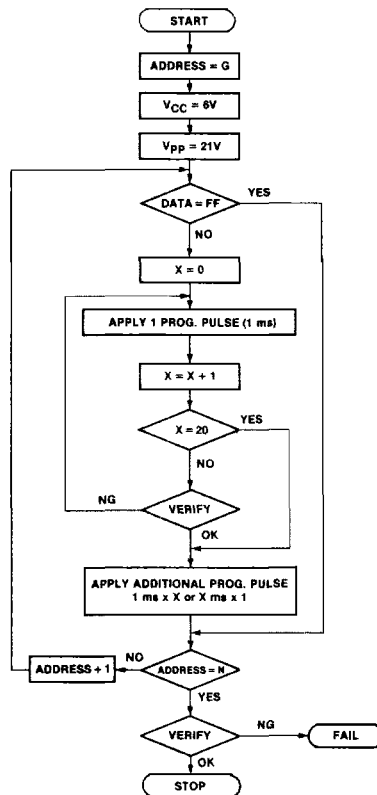 START
ADDRESS = G
VCC = 6V
VPP = 21V
DATA = FF
YES
NO
X = 0
APPLY 1 PROG. PULSE (1 ms)
X = X + 1
X = 20
YES
NO
NG
VERIFY
OK
APPLY ADDITIONAL PROG. PULSE
1 ms x X or X ms x 1
NO
ADDRESS + 1
ADDRESS = N
YES
VERIFY
NG
FAIL
OK
STOP